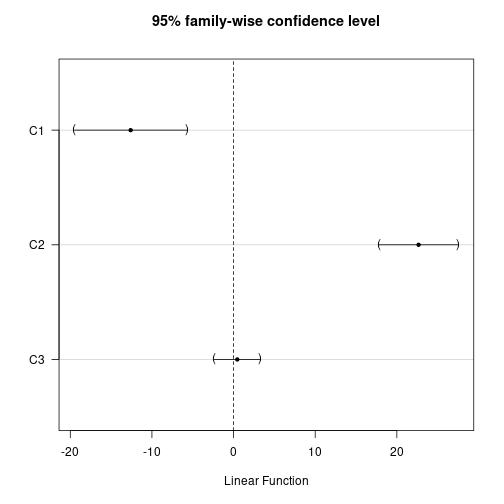 95% family-wise confidence level
C1
C2
C3
-20 -10 0 10 20
Linear Function